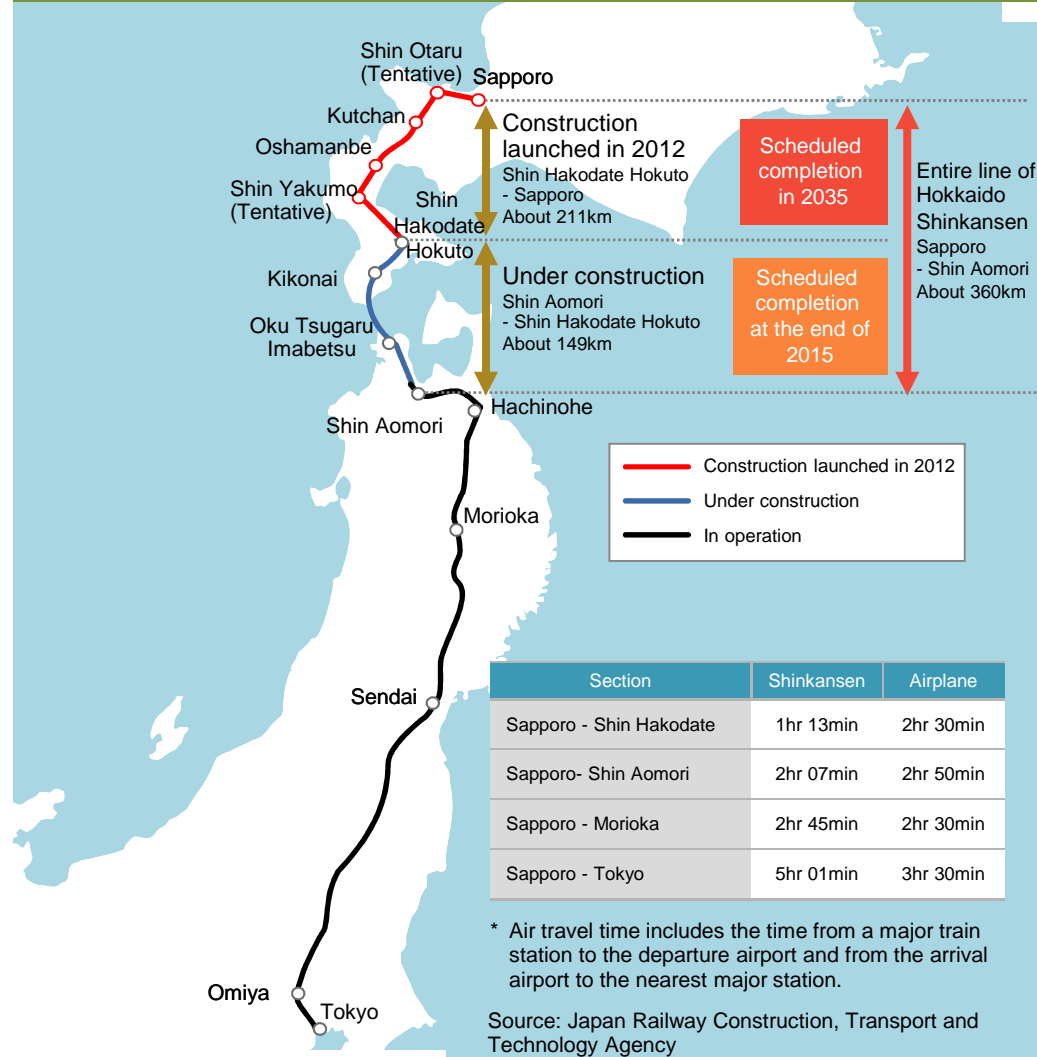 Shin Otaru
(Tentative)
Sapporo
Kutchan
Oshamanbe
Shin Yakumo
(Tentative)
Shin
Hakodate
Hokuto
Kikonai
Oku Tsugaru
Imabetsu
Shin Aomori
Hachinohe
Morioka
Sendai
Omiya
Tokyo
Construction
launched in 2012
Shin Hakodate Hokuto
- Sapporo
About 211km
Scheduled
completion
in 2035
Entire line of
Hokkaido
Shinkansen
Sapporo
- Shin Aomori
About 360km
Under construction
Shin Aomori
- Shin Hakodate Hokuto
About 149km
Scheduled
completion
at the end of
2015
Construction launched in 2012
Under construction
In operation
Section Shinkansen Airplane
Sapporo - Shin Hakodate 1hr 13min 2hr 30min
Sapporo- Shin Aomori 2hr 07min 2hr 50min
Sapporo - Morioka 2hr 45min 2hr 30min
Sapporo - Tokyo 5hr 01min 3hr 30min
* Air travel time includes the time from a major train
station to the departure airport and from the arrival
airport to the nearest major station.
Source: Japan Railway Construction, Transport and
Technology Agency